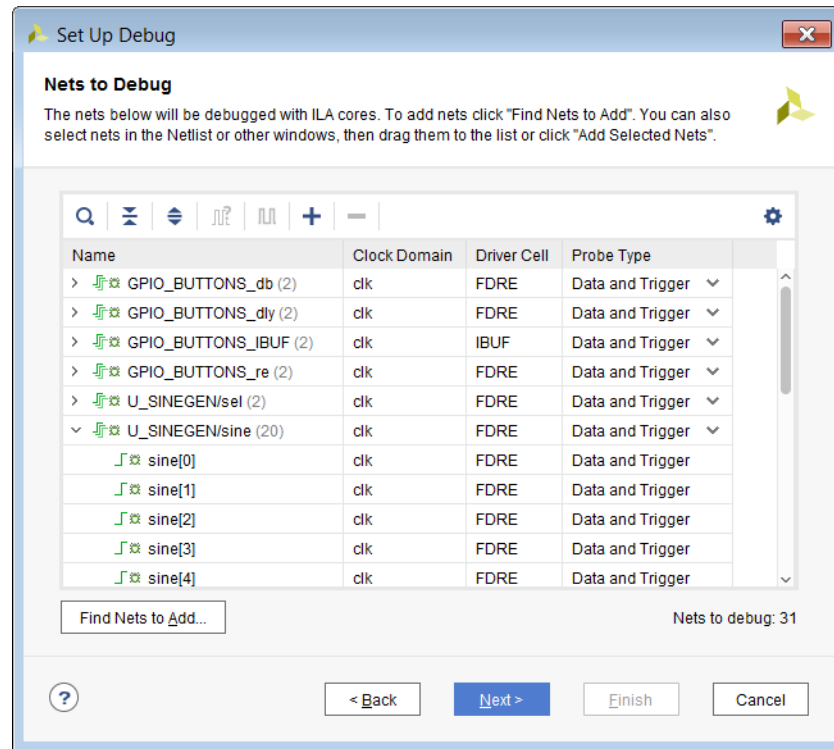 Set Up Debug
Nets to Debug
The nets below will be debugged with ILA cores. To add nets click "Find Nets to Add". You can also
select nets in the Netlist or other windows, then drag them to the list or click "Add Selected Nets".
Name Clock Domain Driver Cell Probe Type
GPIO_BUTTONS_db (2) clk FDRE Data and Trigger
GPIO_BUTTONS_dly (2) clk FDRE Data and Trigger
GPIO_BUTTONS_IBUF (2) clk IBUF Data and Trigger
GPIO_BUTTONS_re (2) clk FDRE Data and Trigger
U_SINEGEN/sel (2) clk FDRE Data and Trigger
U_SINEGEN/sine (20) clk FDRE Data and Trigger
sine[0] clk FDRE Data and Trigger
sine[1] clk FDRE Data and Trigger
sine[2] clk FDRE Data and Trigger
sine[3] clk FDRE Data and Trigger
sine[4] clk FDRE Data and Trigger
Find Nets to Add... Nets to debug: 31
? < Back Next > Finish Cancel